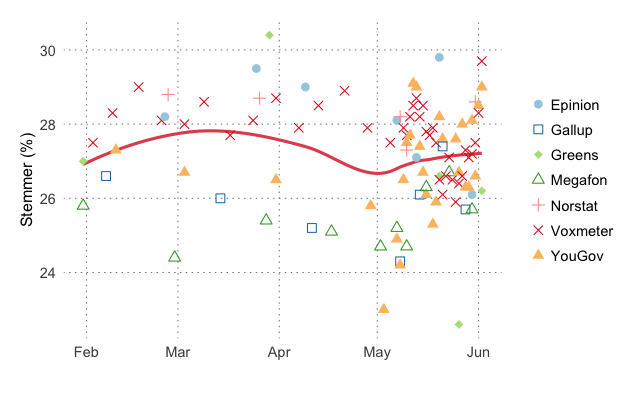 30
28
26
24
Stemmer (%)
Feb Mar Apr May Jun
Epinion
Gallup
Greens
Megafon
Norstat
Voxmeter
YouGov